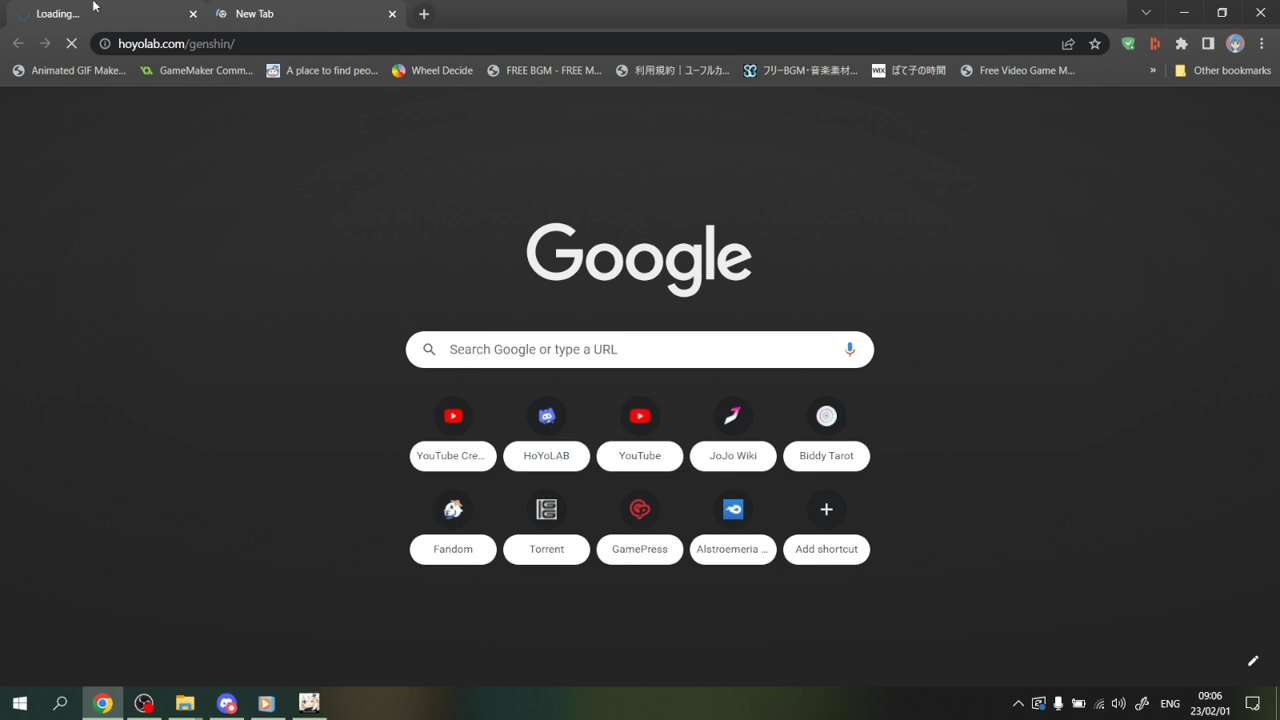 Loading...
New Tab
hoyolab.com/genshin/
Animated GIF Make...
GameMaker Comm...
A place to find peo...
Wheel Decide
FREE BGM - FREE M...
利用規約｜ユーフルカ...
フリーBGM・音楽素材...
WIX
ぽて子の時間
Free Video Game M...
»
Other bookmarks
Google
Search Google or type a URL
YouTube Cre...
HoYoLAB
YouTube
JoJo Wiki
Biddy Tarot
Fandom
Torrent
GamePress
Alstroemeria ...
Add shortcut
ENG
09:06
23/02/01